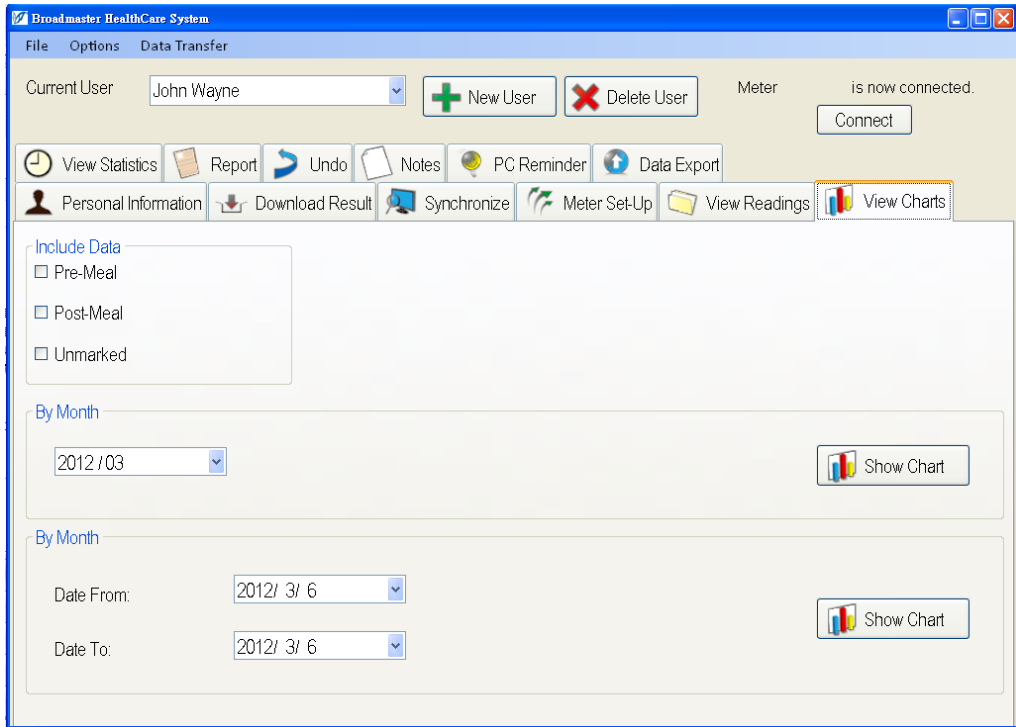 Broadmaster HealthCare System
File Options Data Transfer
Current User John Wayne New User Delete User Meter is now connected.
Connect
View Statistics Report Undo Notes PC Reminder Data Export
Personal Information Download Result Synchronize Meter Set-Up View Readings View Charts
Include Data
Pre-Meal
Post-Meal
Unmarked
By Month
2012 / 03 Show Chart
By Month
Date From: 2012/ 3/ 6
Show Chart
Date To: 2012/ 3/ 6